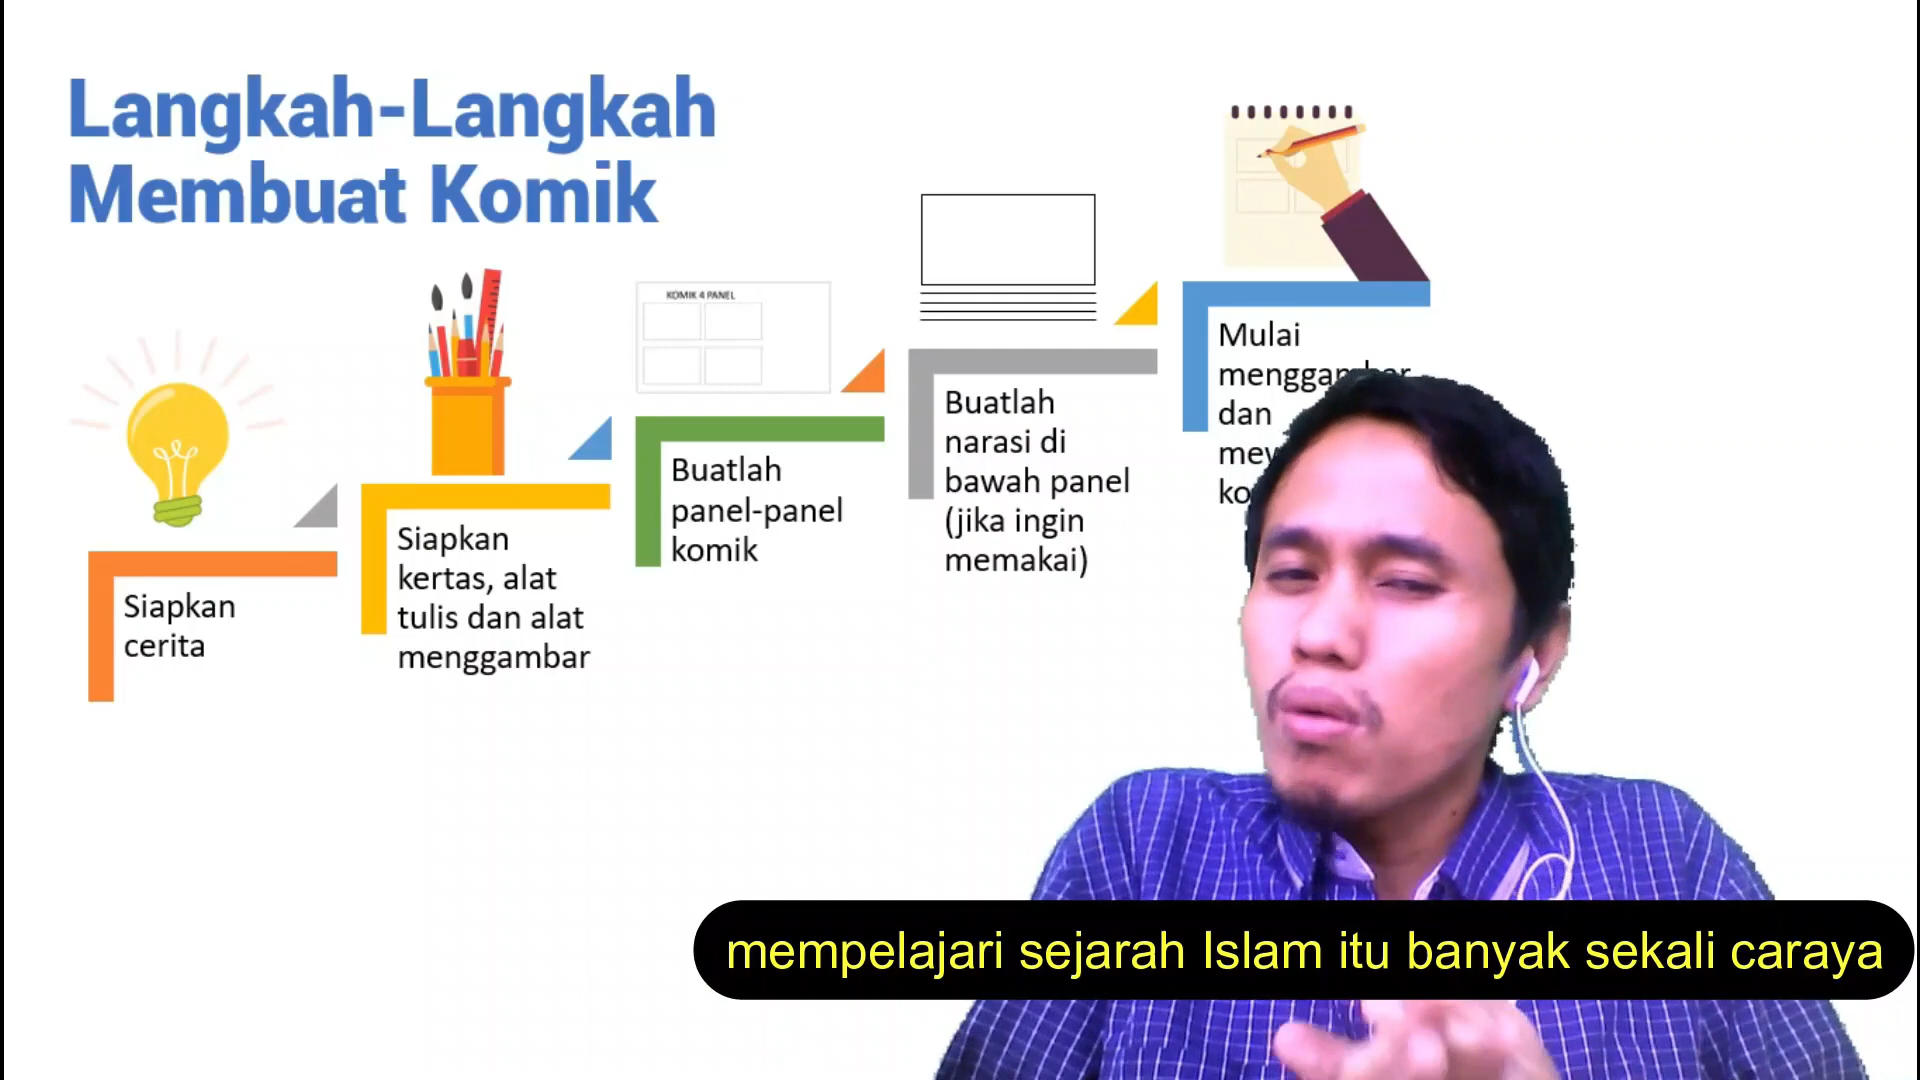 Langkah-Langkah
Membuat Komik
Siapkan
cerita
Siapkan
kertas, alat
tulis dan alat
menggambar
KOMIK 4 PANEL
Buatlah
panel-panel
komik
Buatlah
narasi di
bawah panel
(jika ingin
memakai)
Mulai
menggambar
dan
mempelajari sejarah Islam itu banyak sekali caraya